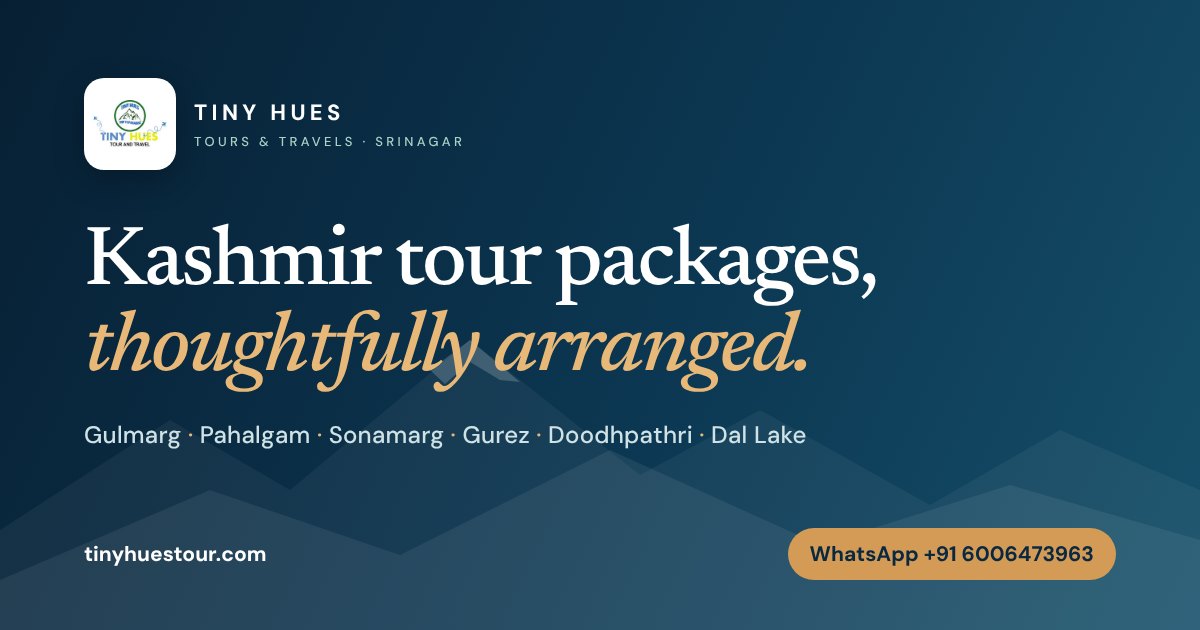 TINY HUES
TOUR AND TRAVEL
TINY HUES
TOURS & TRAVELS · SRINAGAR
Kashmir tour packages,
thoughtfully arranged.
Gulmarg · Pahalgam · Sonamarg · Gurez · Doodhpathri · Dal Lake
tinyhuestour.com
WhatsApp +91 6006473963